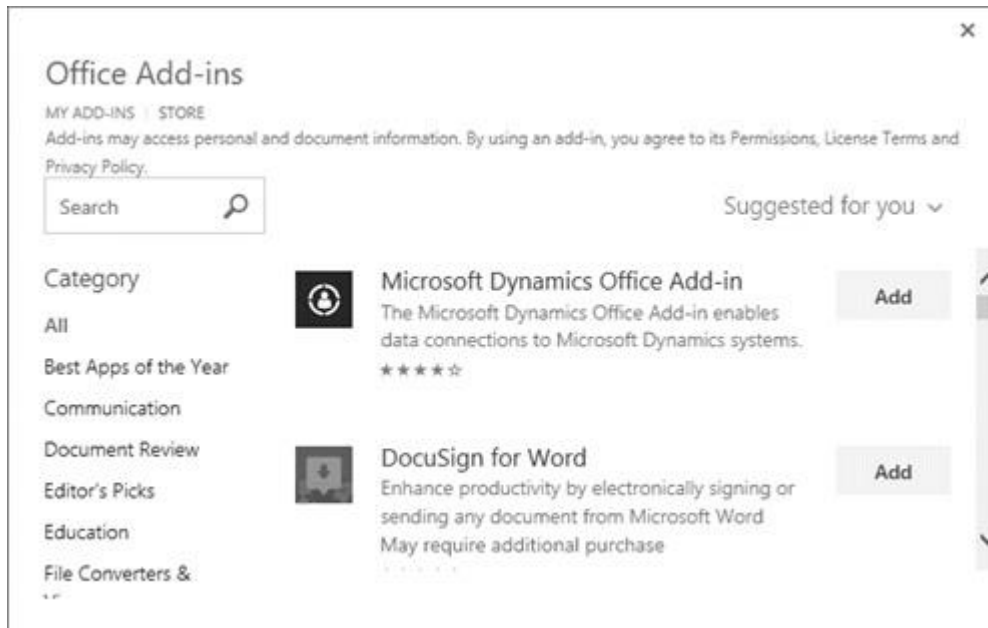 Office Add-ins
MY ADD-INS | STORE
Add-ins may access personal and document information. By using an add-in, you agree to its Permissions, License Terms and
Privacy Policy.
Search
Suggested for you
Category
All
Best Apps of the Year
Communication
Document Review
Editor's Picks
Education
File Converters &
Microsoft Dynamics Office Add-in
The Microsoft Dynamics Office Add-in enables
data connections to Microsoft Dynamics systems.
Add
DocuSign for Word
Enhance productivity by electronically signing or
sending any document from Microsoft Word
May require additional purchase
Add